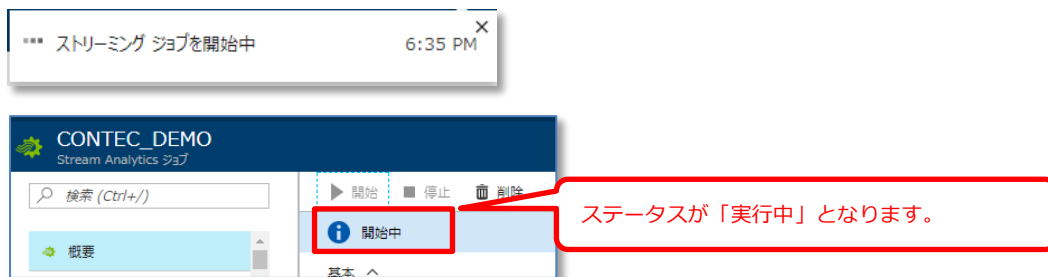 ストリーミング ジョブを開始中 6:35 PM
CONTEC_DEMO
Stream Analytics ジョブ
検索 (Ctrl+/)
開始 停止 削除
ステータスが「実行中」となります。
開始中
概要
基本